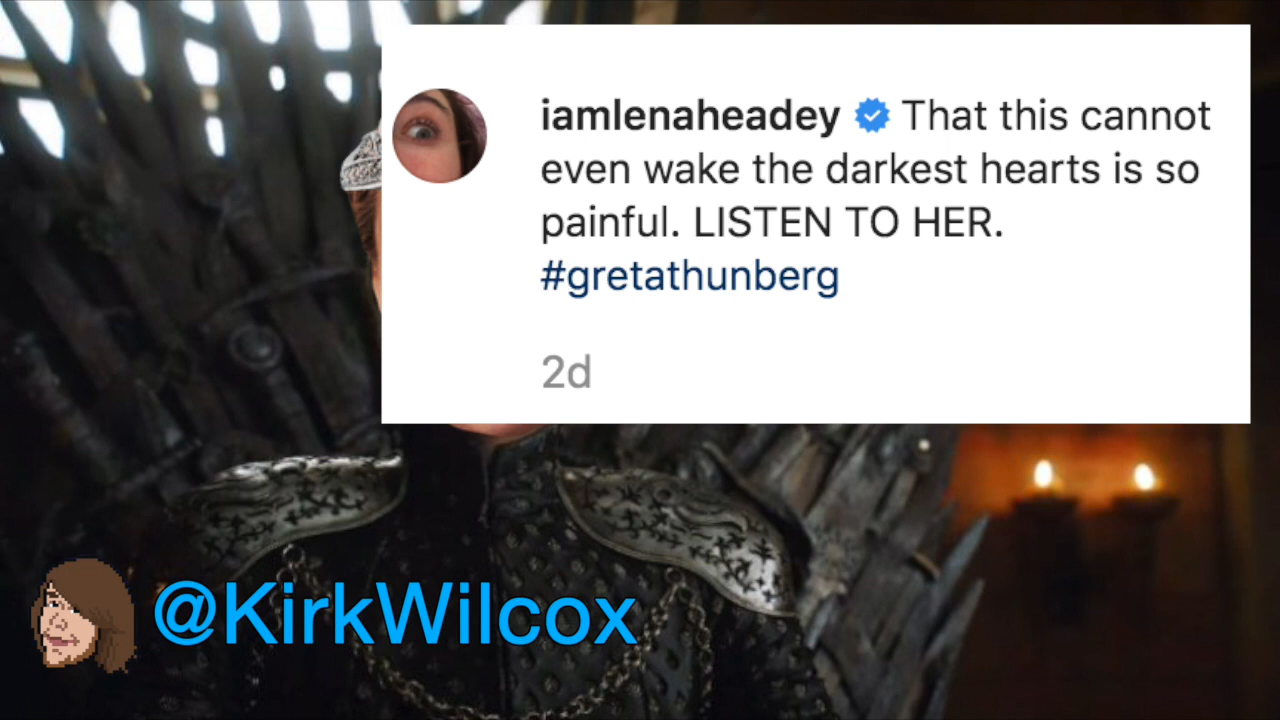 iamlenaheadey That this cannot
even wake the darkest hearts is so
painful. LISTEN TO HER.
#gretathunberg
2d
@KirkWilcox